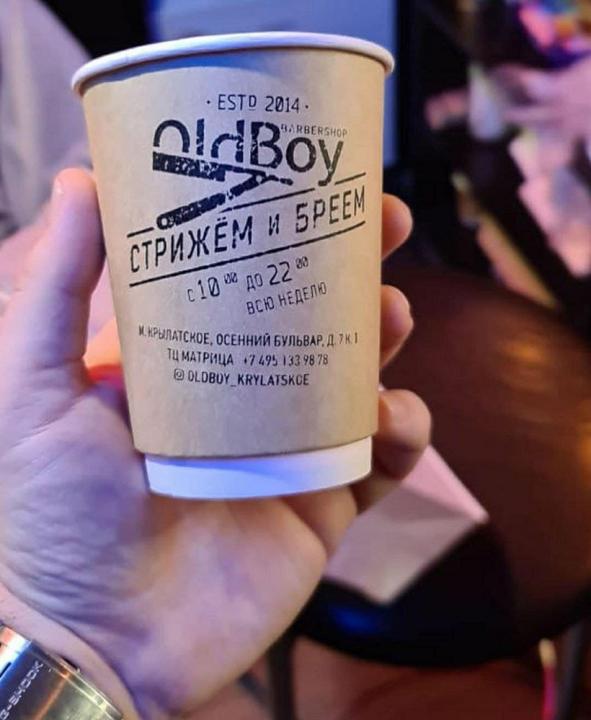 · ESTD 2014 ·
BARBERSHOP
OldBoy
СТРИЖЁМ И БРЕЕМ
С 10 00 ДО 22 00
ВСЮ НЕДЕЛЮ
М. КРЫЛАТСКОЕ, ОСЕННИЙ БУЛЬВАР, Д. 7 К. 1
ТЦ МАТРИЦА +7 495 133 98 78
OLDBOY_KRYLATSKOE
G-SHOCK